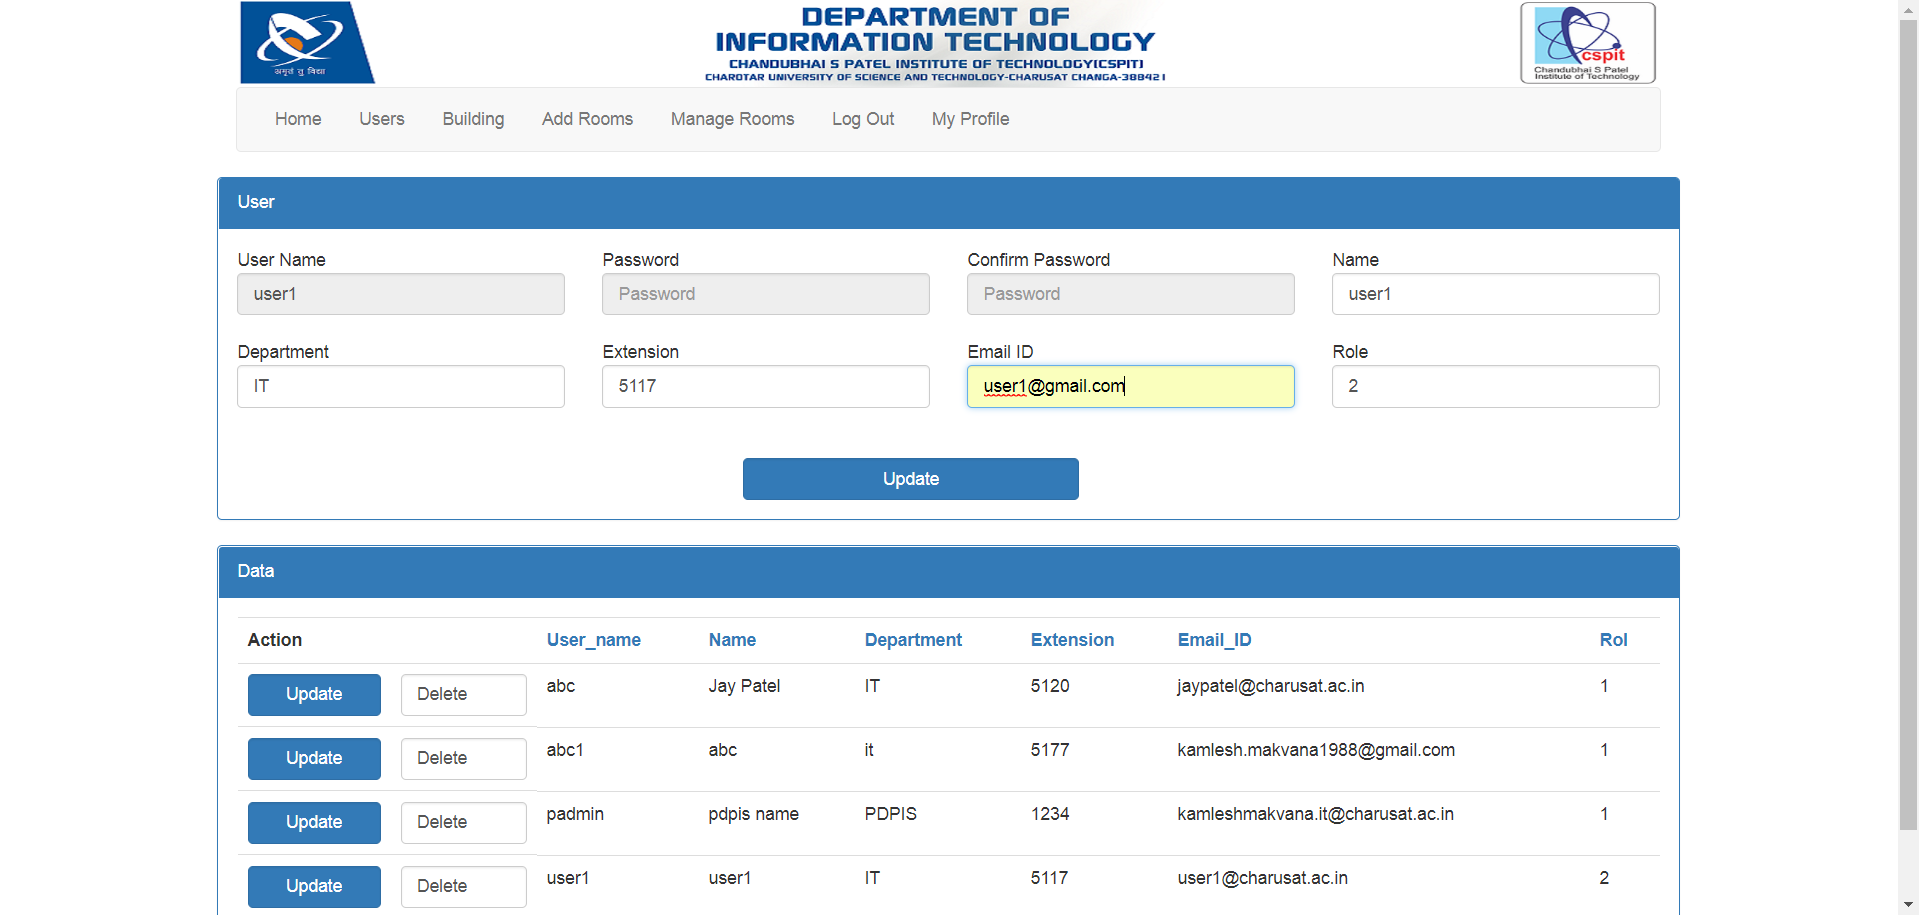 अमृतं तु विद्या
DEPARTMENT OF
INFORMATION TECHNOLOGY
CHANDUBHAI S PATEL INSTITUTE OF TECHNOLOGY(CSPIT)
CHAROTAR UNIVERSITY OF SCIENCE AND TECHNOLOGY-CHARUSAT CHANGA-388421
cspit
Chandubhai S Patel
Institute of Technology
Home Users Building Add Rooms Manage Rooms Log Out My Profile
User
User Name Password Confirm Password Name
user1 Password Password user1
Department Extension Email ID Role
IT 5117 user1@gmail.com 2
Update
Data
Action User_name Name Department Extension Email_ID Rol
Update Delete abc Jay Patel IT 5120 jaypatel@charusat.ac.in 1
Update Delete abc1 abc it 5177 kamlesh.makvana1988@gmail.com 1
Update Delete padmin pdpis name PDPIS 1234 kamleshmakvana.it@charusat.ac.in 1
Update Delete user1 user1 IT 5117 user1@charusat.ac.in 2